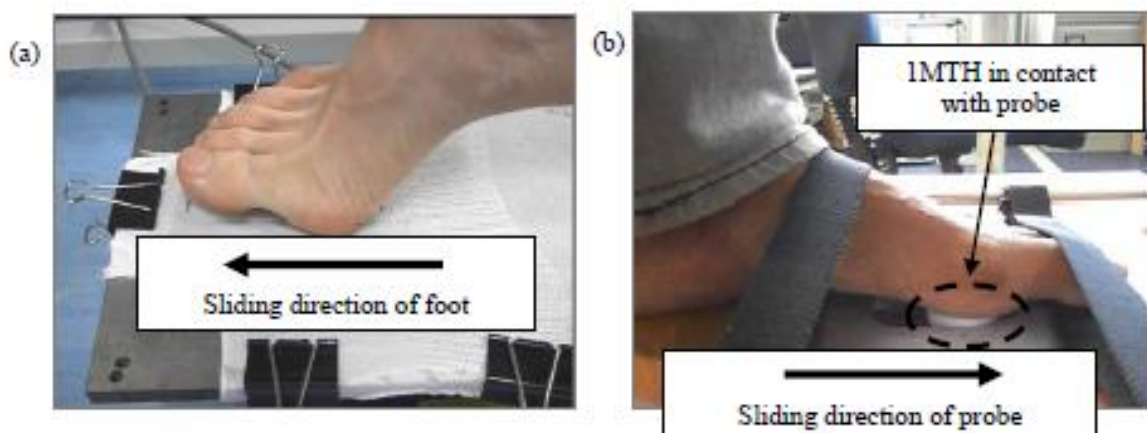 (a)
Sliding direction of foot
(b)
1MTH in contact
with probe
Sliding direction of probe